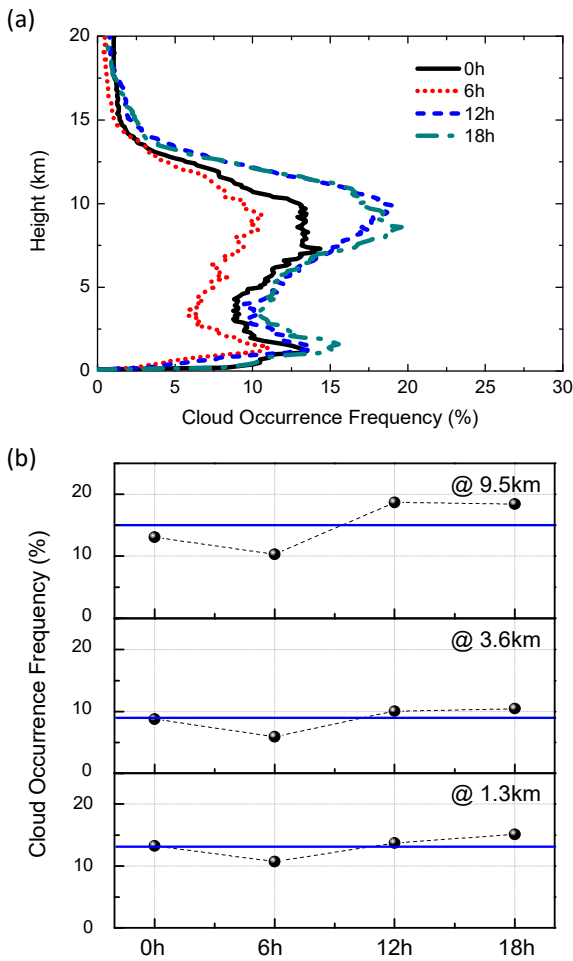 (a)
20
15
10
5
0
Height (km)
0h
6h
12h
18h
0 5 10 15 20 25 30
Cloud Occurrence Frequency (%)
(b)
Cloud Occurrence Frequency (%)
@ 9.5km
20
10
0
@ 3.6km
20
10
0
@ 1.3km
20
10
0
0h 6h 12h 18h